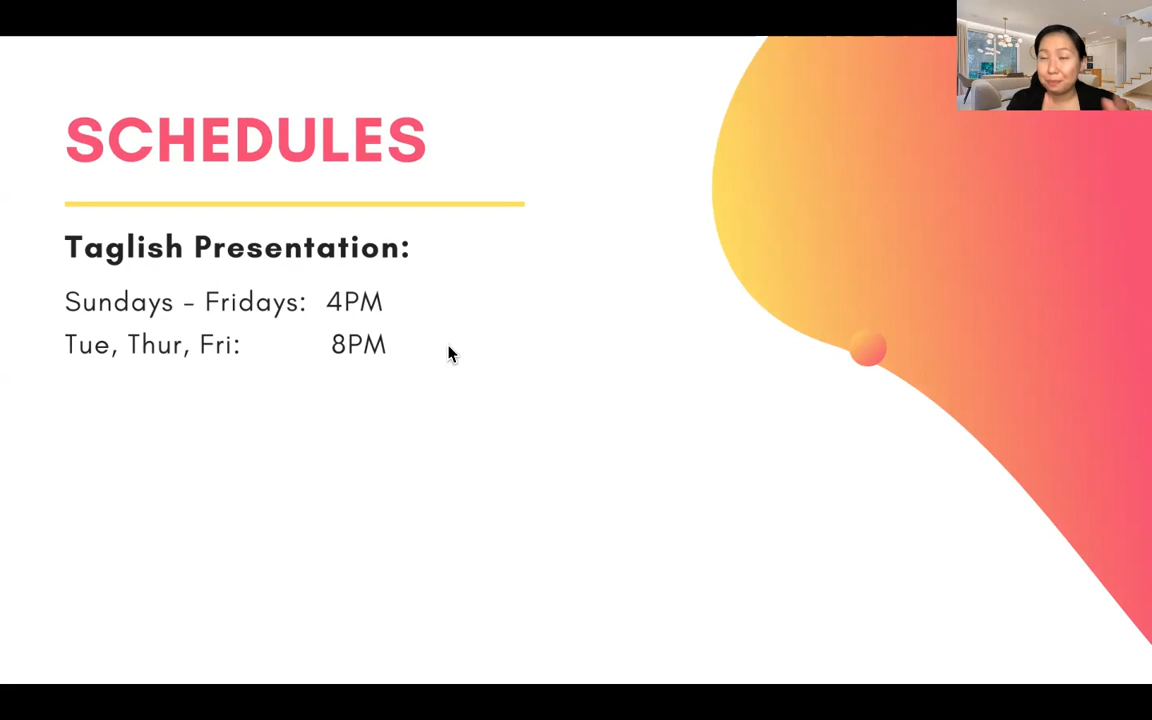 SCHEDULES
Taglish Presentation:
Sundays - Fridays: 4PM
Tue, Thur, Fri: 8PM